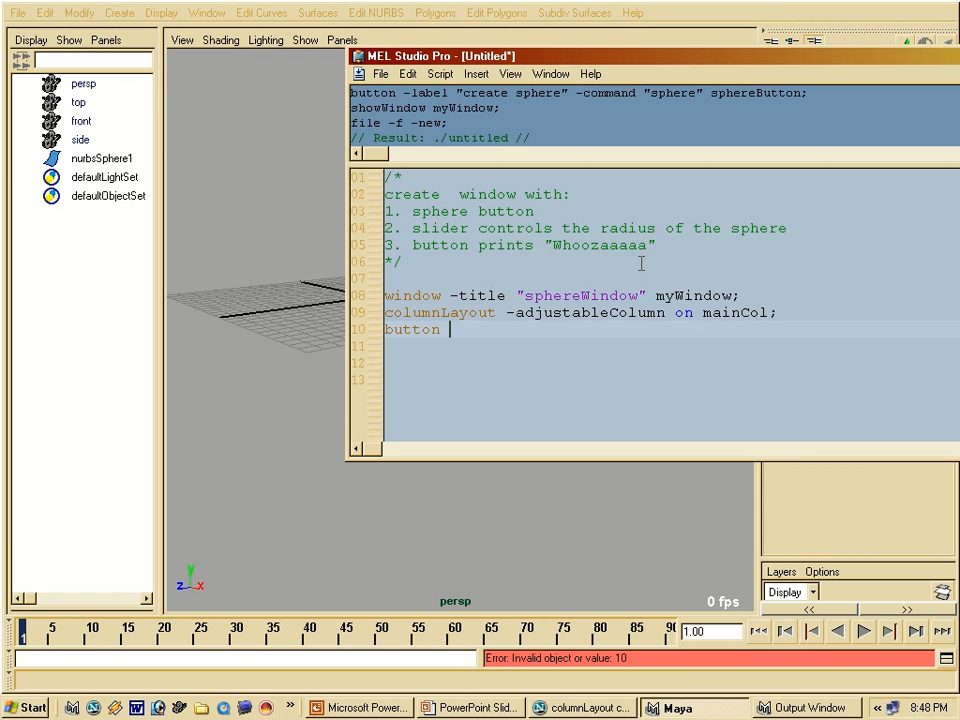 File Edit Modify Create Display Window Edit Curves Surfaces Edit NURBS Polygons Edit Polygons Subdiv Surfaces Help
Display Show Panels
View Shading Lighting Show Panels
persp
top
front
side
nurbsSphere1
defaultLightSet
defaultObjectSet
MEL Studio Pro - [Untitled*]
File Edit Script Insert View Window Help
button -label "create sphere" -command "sphere" sphereButton;
showWindow myWindow;
file -f -new;
// Result: ./untitled //
01 /*
02 create  window with:
03 1. sphere button
04 2. slider controls the radius of the sphere
05 3. button prints "Whoozaaaaa"
06 */
07
08 window -title "sphereWindow" myWindow;
09 columnLayout -adjustableColumn on mainCol;
10 button
11
12
13
y
z x
persp
0 fps
Layers Options
Display
<< >>
1 5 10 15 20 25 30 35 40 45 50 55 60 65 70 75 80 85 90
1.00
Error: Invalid object or value: 10
Start
»
Microsoft Power...
PowerPoint Slid...
columnLayout c...
Maya
Output Window
«
8:48 PM